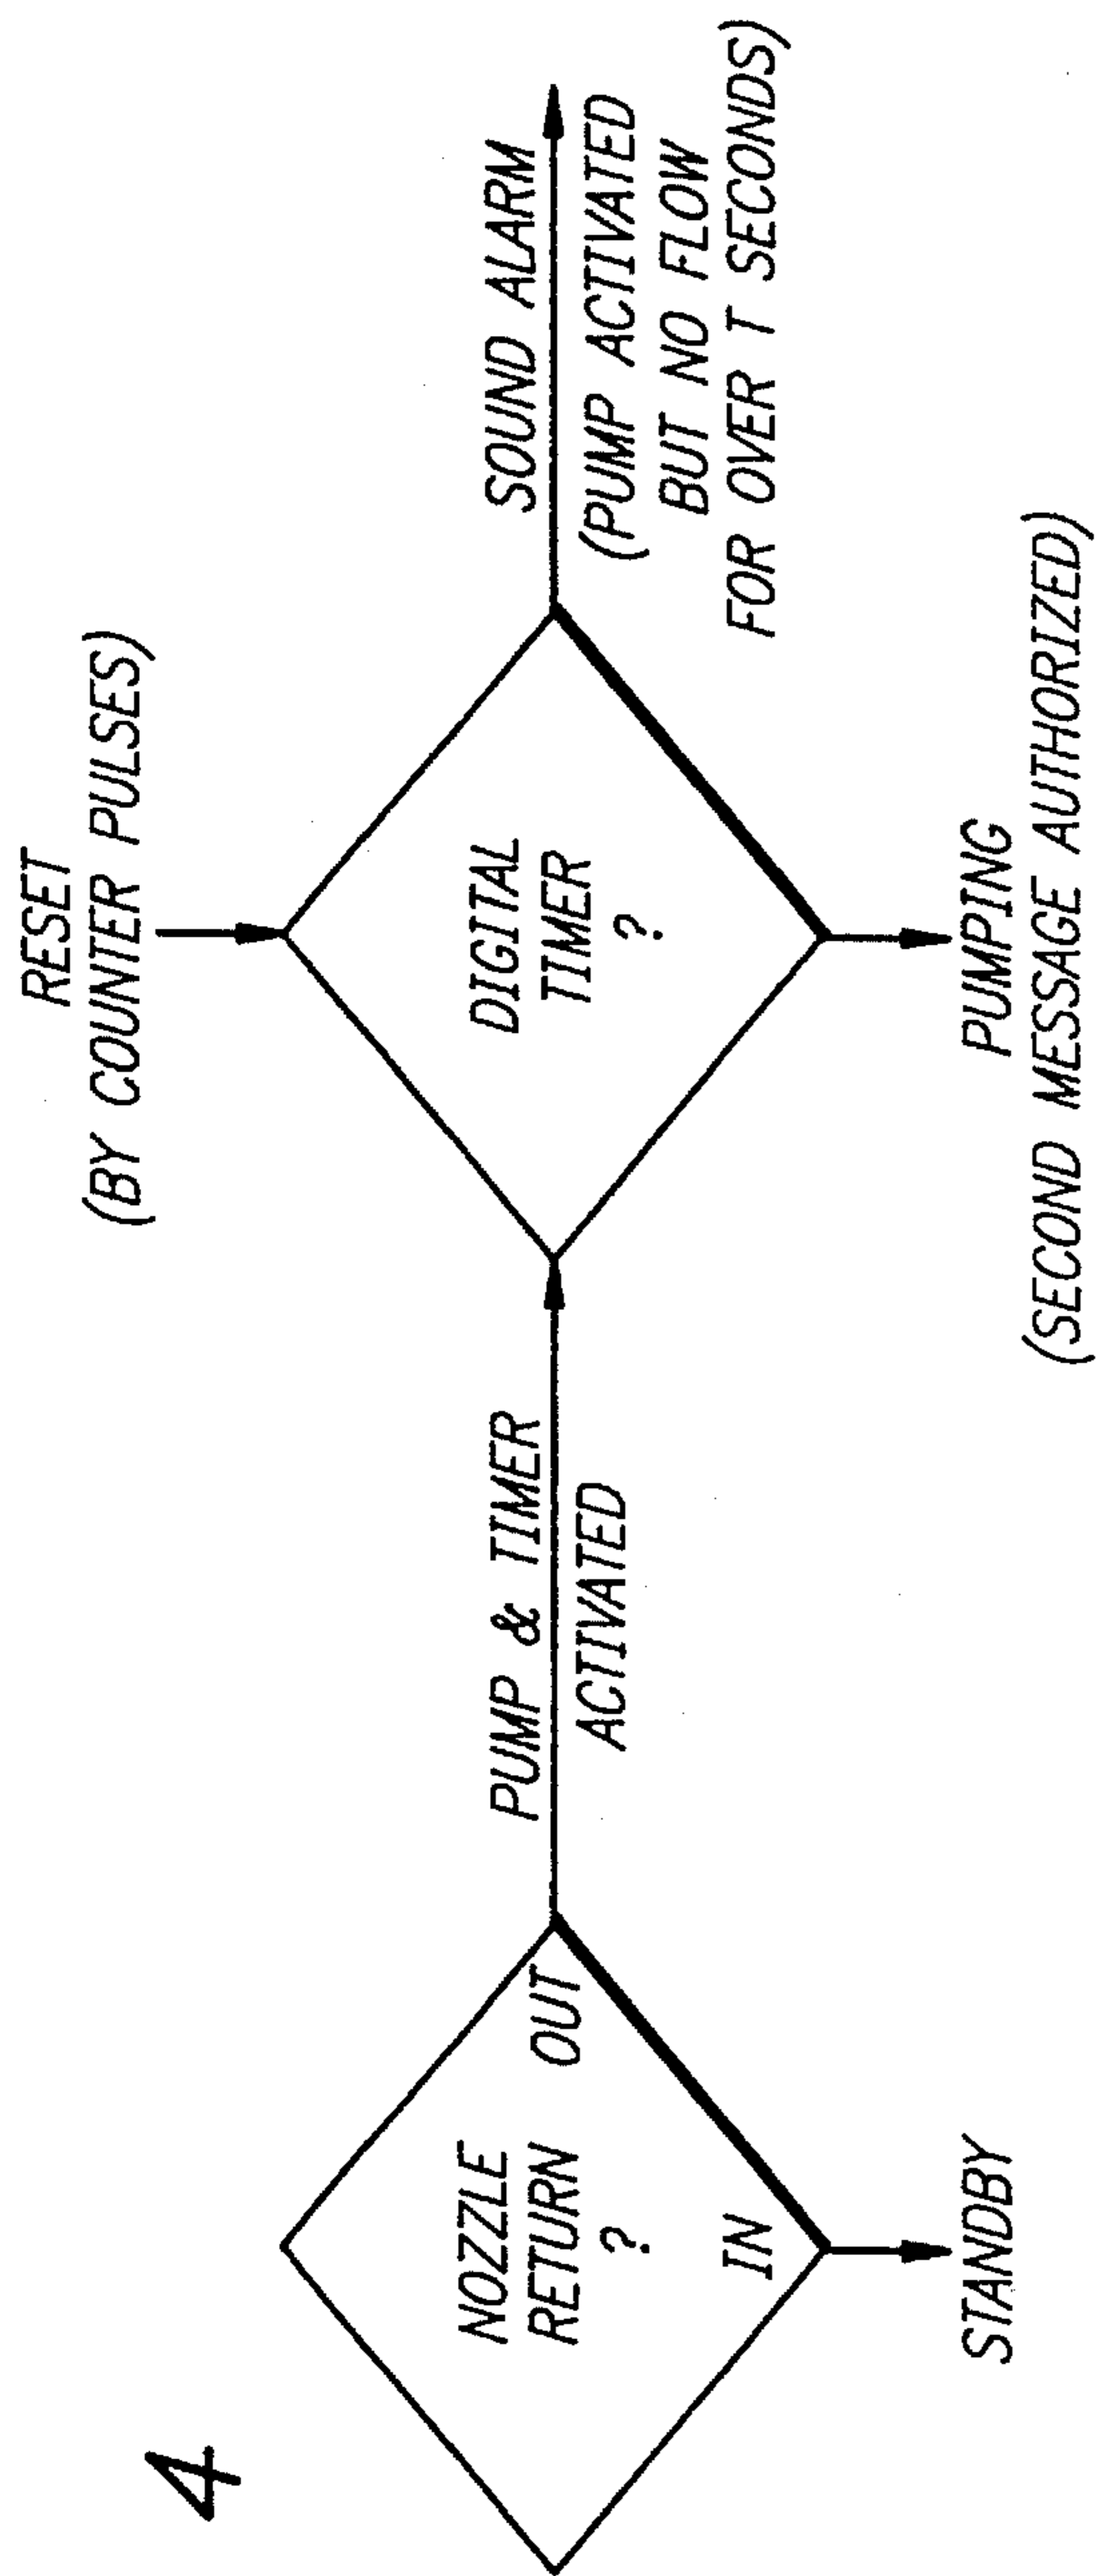 4
NOZZLE
RETURN
?
OUT
IN
STANDBY
PUMP & TIMER
ACTIVATED
RESET
(BY COUNTER PULSES)
DIGITAL
TIMER
?
PUMPING
(SECOND MESSAGE AUTHORIZED)
SOUND ALARM
(PUMP ACTIVATED
BUT NO FLOW
FOR OVER T SECONDS)